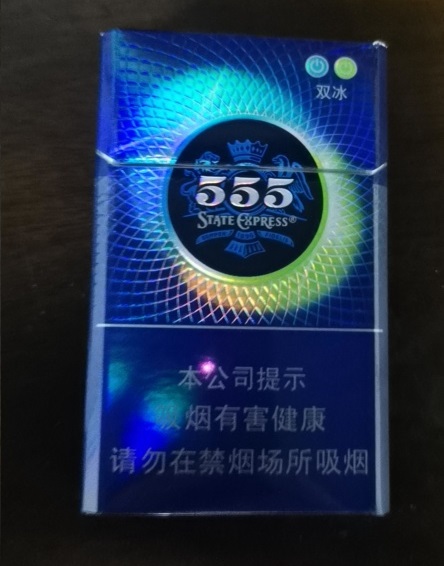 双冰
555
STATE EXPRESS®
本公司提示
吸烟有害健康
请勿在禁烟场所吸烟